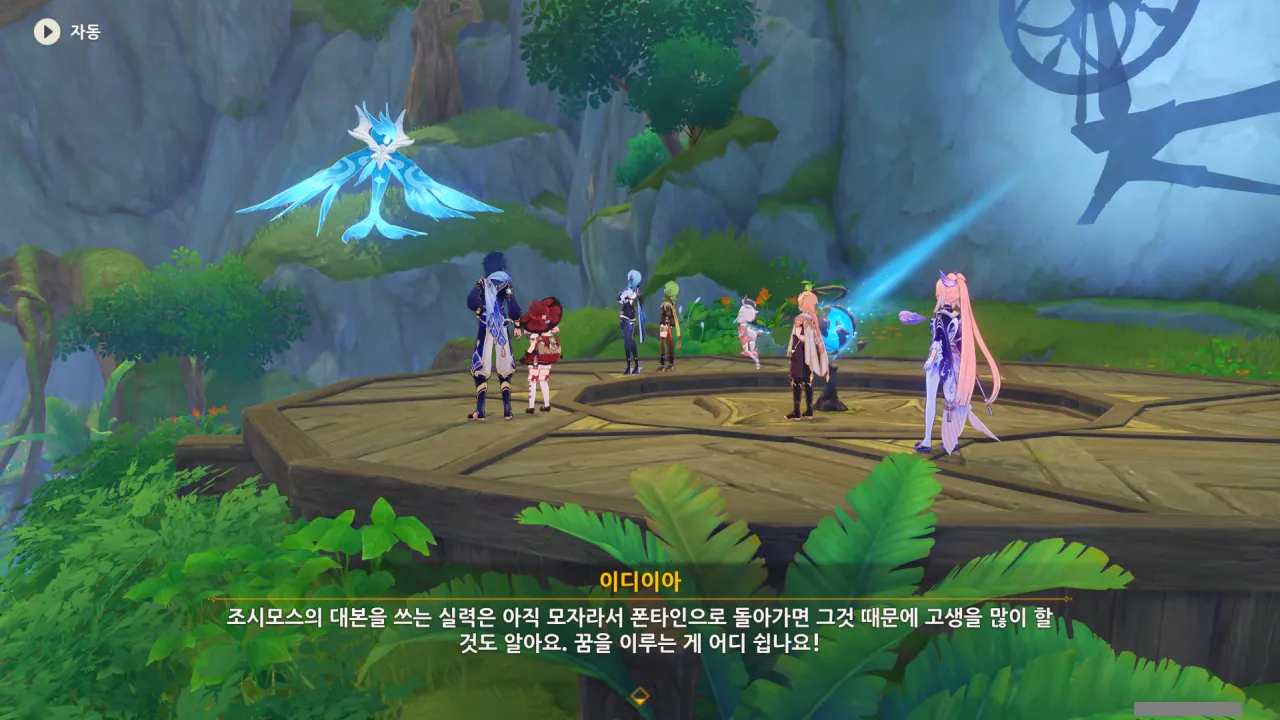 자동
이디이아
조시모스의 대본을 쓰는 실력은 아직 모자라서 폰타인으로 돌아가면 그것 때문에 고생을 많이 할
것도 알아요. 꿈을 이루는 게 어디 쉽나요!